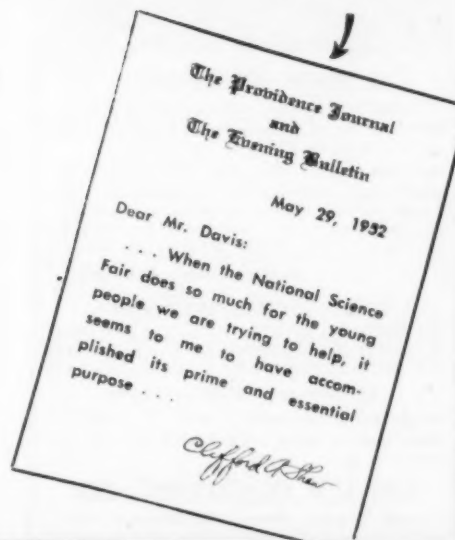 The Providence Journal
and
The Evening Bulletin
May 29, 1952
Dear Mr. Davis:
. . . When the National Science
Fair does so much for the young
people we are trying to help, it
seems to me to have accom-
plished its prime and essential
purpose . . .
Clifford A. Shaw